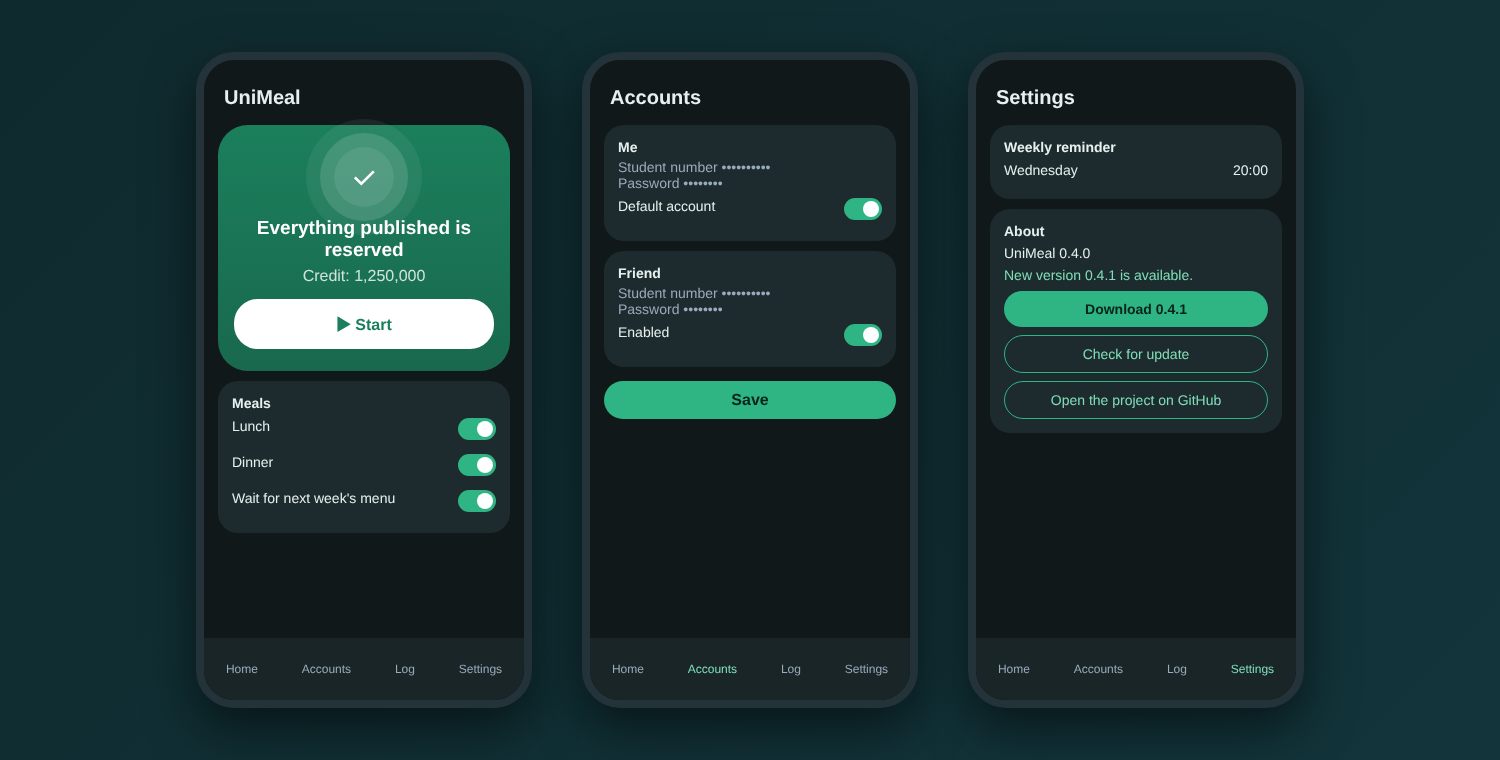 UniMeal
Everything published is
reserved
Credit: 1,250,000
Start
Meals
Lunch
Dinner
Wait for next week's menu
Home Accounts Log Settings
Accounts
Me
Student number ••••••••••
Password ••••••••
Default account
Friend
Student number ••••••••••
Password ••••••••
Enabled
Save
Home Accounts Log Settings
Settings
Weekly reminder
Wednesday 20:00
About
UniMeal 0.4.0
New version 0.4.1 is available.
Download 0.4.1
Check for update
Open the project on GitHub
Home Accounts Log Settings